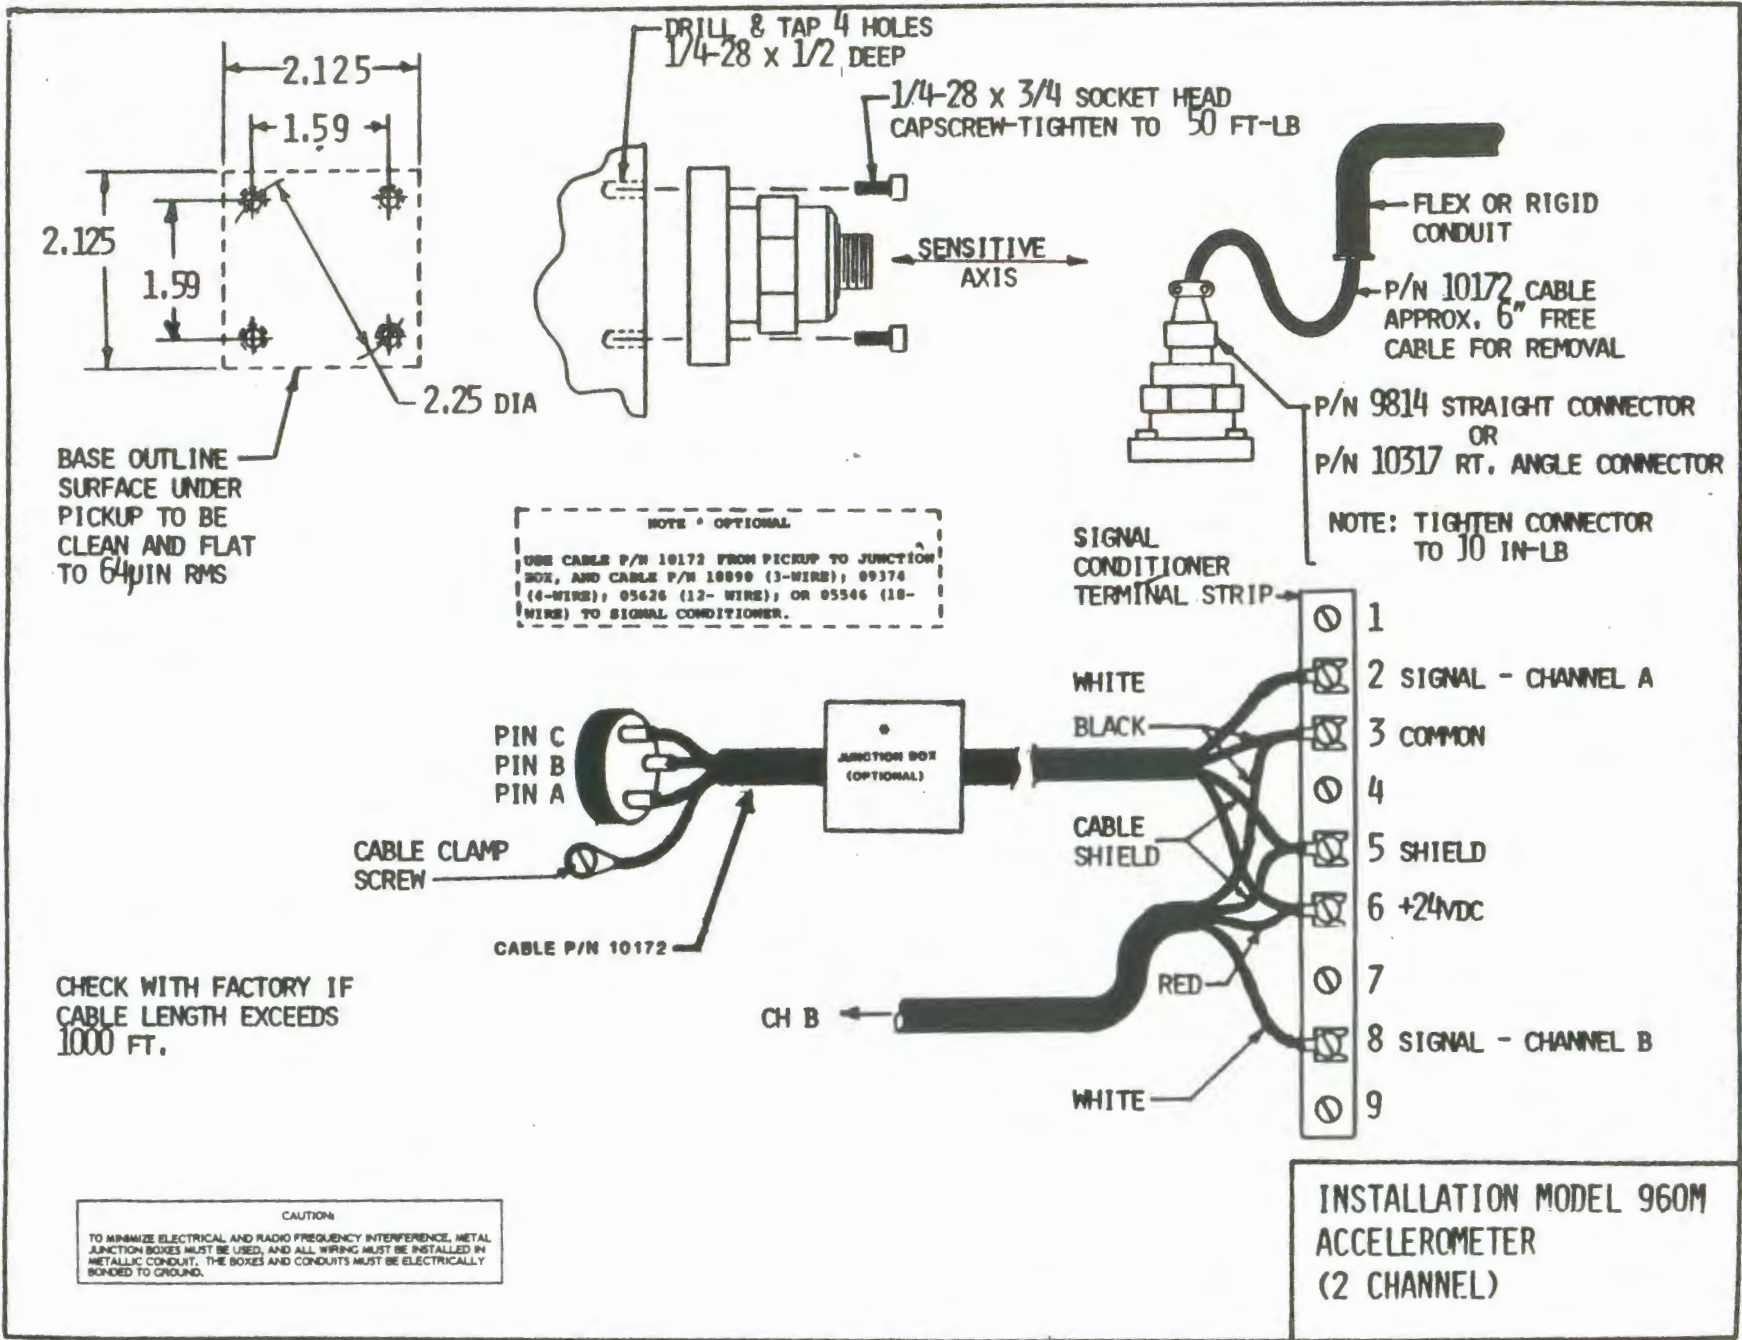 DRILL & TAP 4 HOLES
1/4-28 x 1/2 DEEP
1/4-28 x 3/4 SOCKET HEAD
CAPSCREW-TIGHTEN TO 50 FT-LB
2.125
1.59
2.125
1.59
2.25 DIA
BASE OUTLINE
SURFACE UNDER
PICKUP TO BE
CLEAN AND FLAT
TO 64µIN RMS
SENSITIVE
AXIS
FLEX OR RIGID
CONDUIT
P/N 10172 CABLE
APPROX. 6" FREE
CABLE FOR REMOVAL
P/N 9814 STRAIGHT CONNECTOR
OR
P/N 10317 RT. ANGLE CONNECTOR
NOTE: TIGHTEN CONNECTOR
TO 10 IN-LB
NOTE * OPTIONAL
USE CABLE P/N 10172 FROM PICKUP TO JUNCTION
BOX, AND CABLE P/N 10890 (3-WIRE); 09374
(4-WIRE); 05626 (12- WIRE); OR 05546 (18-
WIRE) TO SIGNAL CONDITIONER.
SIGNAL
CONDITIONER
TERMINAL STRIP
1
2 SIGNAL - CHANNEL A
3 COMMON
4
5 SHIELD
6 +24VDC
7
8 SIGNAL - CHANNEL B
9
WHITE
BLACK
CABLE
SHIELD
RED
WHITE
PIN C
PIN B
PIN A
*
JUNCTION BOX
(OPTIONAL)
CABLE CLAMP
SCREW
CABLE P/N 10172
CH B
CHECK WITH FACTORY IF
CABLE LENGTH EXCEEDS
1000 FT.
CAUTION:
TO MINIMIZE ELECTRICAL AND RADIO FREQUENCY INTERFERENCE, METAL
JUNCTION BOXES MUST BE USED, AND ALL WIRING MUST BE INSTALLED IN
METALLIC CONDUIT. THE BOXES AND CONDUITS MUST BE ELECTRICALLY
BONDED TO GROUND.
INSTALLATION MODEL 960M
ACCELEROMETER
(2 CHANNEL)